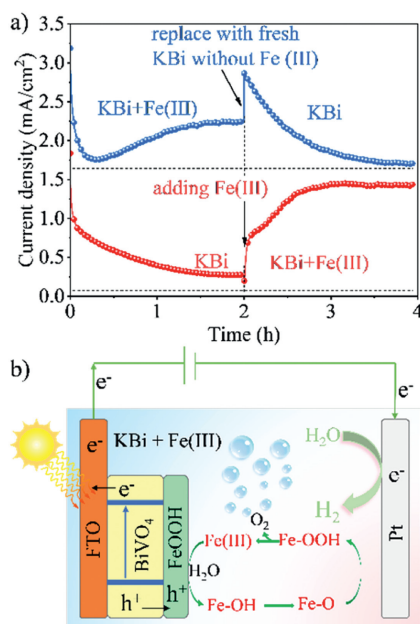 a)
replace with fresh
KBi without Fe (III)
KBi+Fe(III)
KBi
adding Fe(III)
KBi
KBi+Fe(III)
Current density (mA/cm²)
3.5
3.0
2.5
2.0
1.5
1.0
0.5
0.0
0 1 2 3 4
Time (h)
b)
e⁻
e⁻
KBi + Fe(III)
H₂O
e⁻
e⁻
e⁻
H₂
O₂
FTO
BiVO₄
FeOOH
Pt
Fe(III)
Fe-OOH
H₂O
h⁺
h⁺
Fe-OH
Fe-O